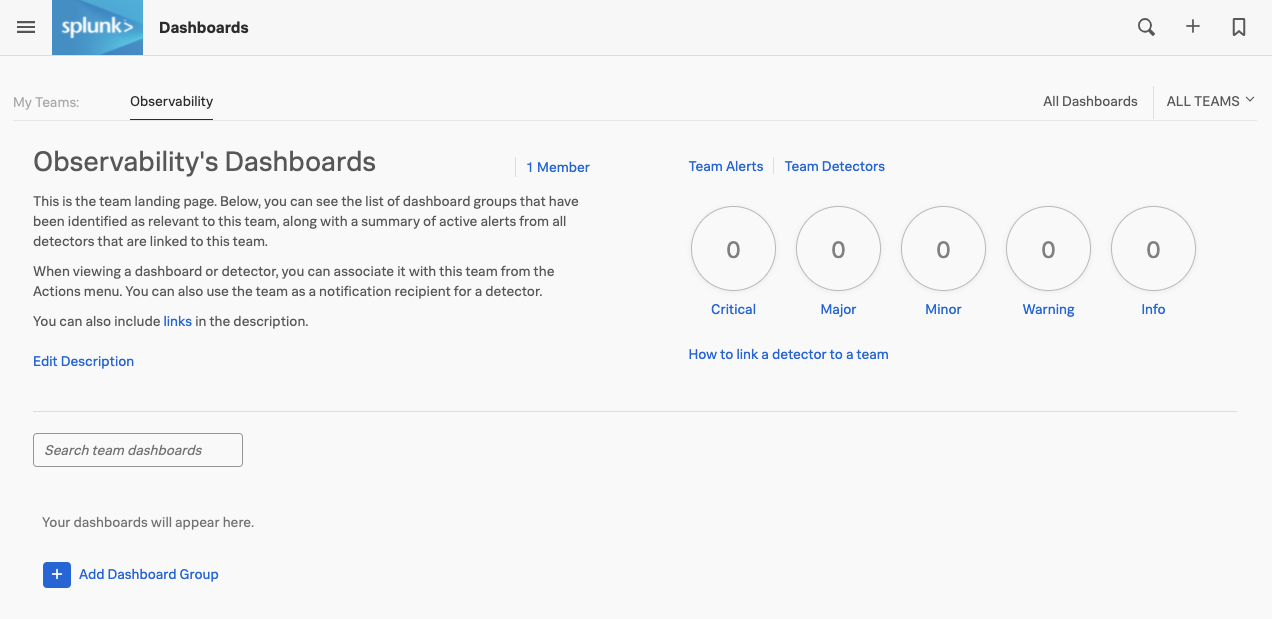 splunk>
Dashboards
My Teams:
Observability
All Dashboards
ALL TEAMS
Observability's Dashboards
1 Member
This is the team landing page. Below, you can see the list of dashboard groups that have
been identified as relevant to this team, along with a summary of active alerts from all
detectors that are linked to this team.
When viewing a dashboard or detector, you can associate it with this team from the
Actions menu. You can also use the team as a notification recipient for a detector.
You can also include links in the description.
Edit Description
Team Alerts
Team Detectors
0 0 0 0 0
Critical Major Minor Warning Info
How to link a detector to a team
Search team dashboards
Your dashboards will appear here.
+ Add Dashboard Group